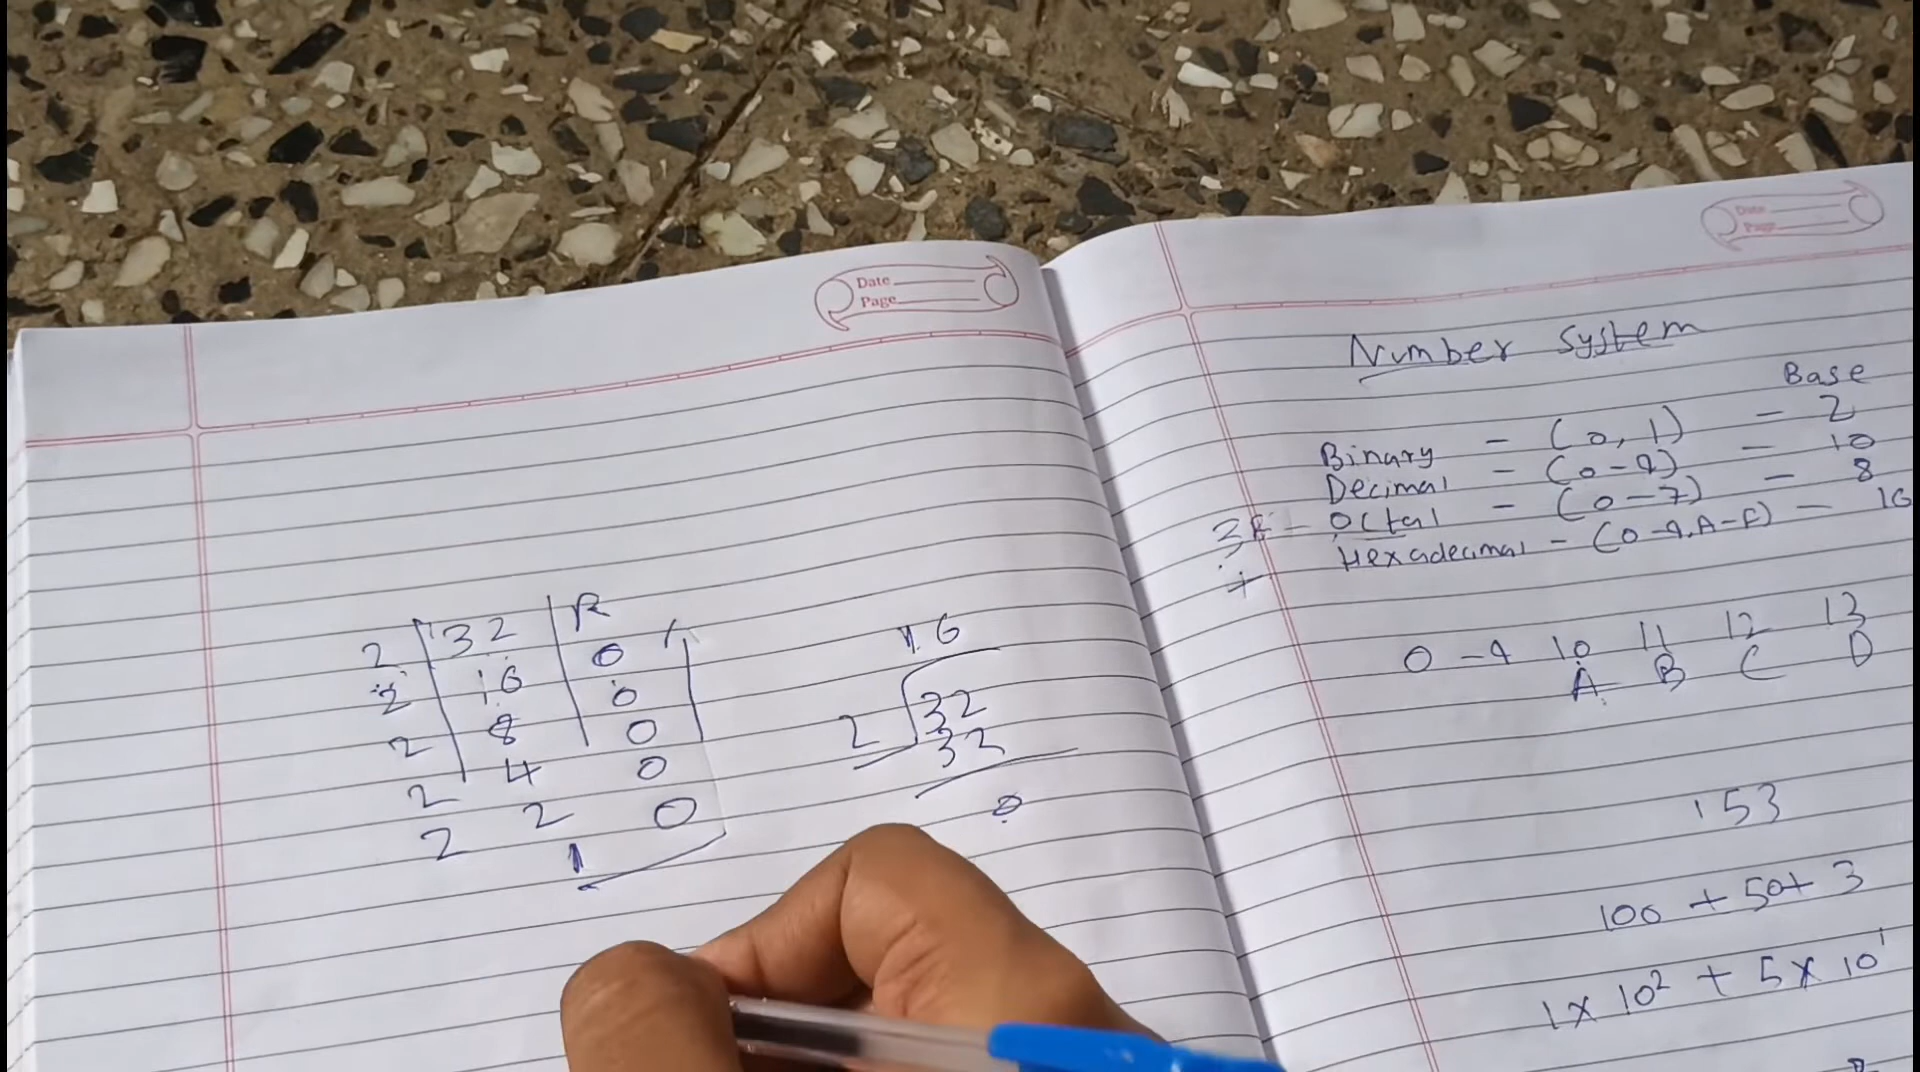 Date
Page
2 32 R
2 16 0
2 8 0
2 4 0
2 2 0
1 0
16
2 32
32
0
Date
Page
Number System
Base
Binary - (0, 1) - 2
Decimal - (0-9) - 10
Octal - (0-7) - 8
Hexadecimal - (0-9, A-F) - 16
0-9 10 11 12 13
A B C D
153
100 + 50 + 3
1 × 10² + 5 × 10¹